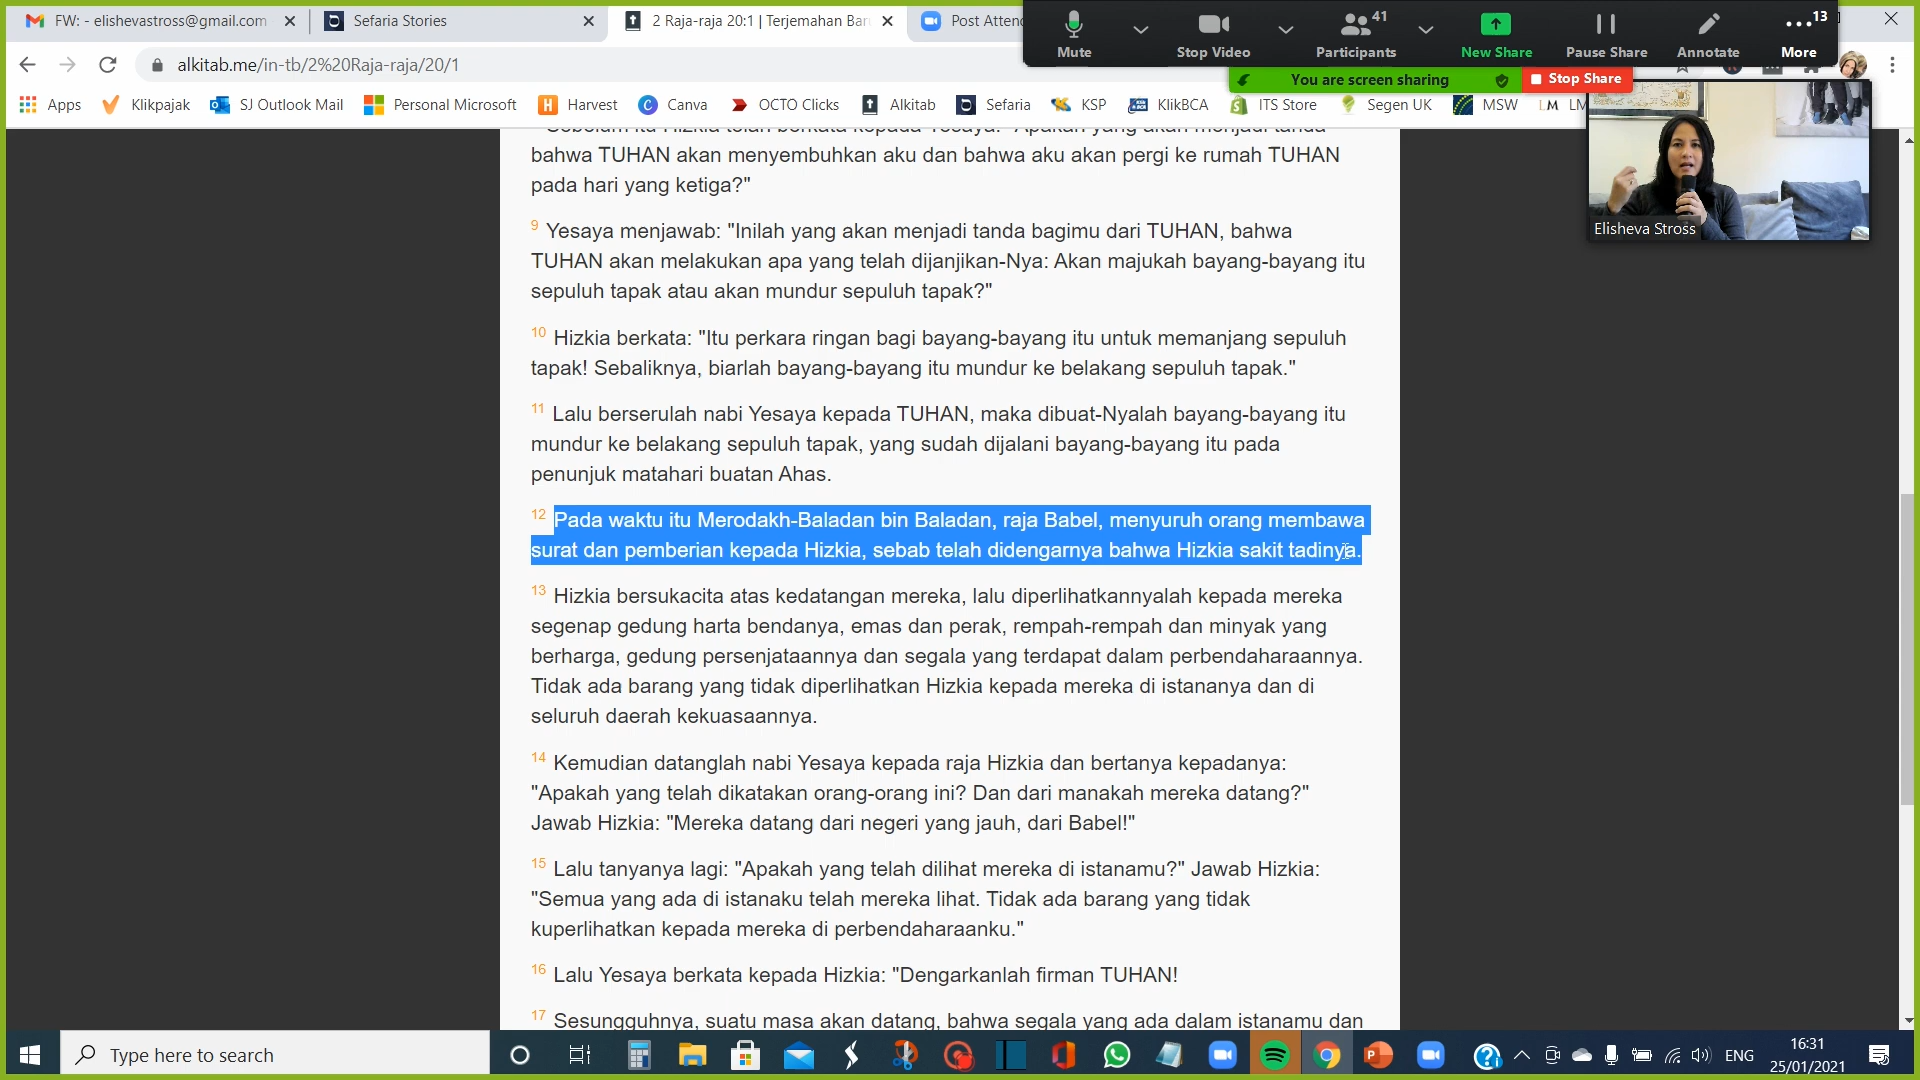 FW: - elishevastross@gmail.com
Sefaria Stories
2 Raja-raja 20:1 | Terjemahan Bar
Post Attend
Mute
Stop Video
41
Participants
New Share
Pause Share
Annotate
13
More
alkitab.me/in-tb/2%20Raja-raja/20/1
You are screen sharing
Stop Share
Apps
Klikpajak
SJ Outlook Mail
Personal Microsoft
Harvest
Canva
OCTO Clicks
Alkitab
Sefaria
KSP
KlikBCA
ITS Store
Segen UK
MSW
LM
Elisheva Stross
Sebelum itu Hizkia telah berkata kepada Yesaya: "Apakah yang akan menjadi tanda
bahwa TUHAN akan menyembuhkan aku dan bahwa aku akan pergi ke rumah TUHAN
pada hari yang ketiga?"
9 Yesaya menjawab: "Inilah yang akan menjadi tanda bagimu dari TUHAN, bahwa
TUHAN akan melakukan apa yang telah dijanjikan-Nya: Akan majukah bayang-bayang itu
sepuluh tapak atau akan mundur sepuluh tapak?"
10 Hizkia berkata: "Itu perkara ringan bagi bayang-bayang itu untuk memanjang sepuluh
tapak! Sebaliknya, biarlah bayang-bayang itu mundur ke belakang sepuluh tapak."
11 Lalu berserulah nabi Yesaya kepada TUHAN, maka dibuat-Nyalah bayang-bayang itu
mundur ke belakang sepuluh tapak, yang sudah dijalani bayang-bayang itu pada
penunjuk matahari buatan Ahas.
12 Pada waktu itu Merodakh-Baladan bin Baladan, raja Babel, menyuruh orang membawa
surat dan pemberian kepada Hizkia, sebab telah didengarnya bahwa Hizkia sakit tadinya.
13 Hizkia bersukacita atas kedatangan mereka, lalu diperlihatkannyalah kepada mereka
segenap gedung harta bendanya, emas dan perak, rempah-rempah dan minyak yang
berharga, gedung persenjataannya dan segala yang terdapat dalam perbendaharaannya.
Tidak ada barang yang tidak diperlihatkan Hizkia kepada mereka di istananya dan di
seluruh daerah kekuasaannya.
14 Kemudian datanglah nabi Yesaya kepada raja Hizkia dan bertanya kepadanya:
"Apakah yang telah dikatakan orang-orang ini? Dan dari manakah mereka datang?"
Jawab Hizkia: "Mereka datang dari negeri yang jauh, dari Babel!"
15 Lalu tanyanya lagi: "Apakah yang telah dilihat mereka di istanamu?" Jawab Hizkia:
"Semua yang ada di istanaku telah mereka lihat. Tidak ada barang yang tidak
kuperlihatkan kepada mereka di perbendaharaanku."
16 Lalu Yesaya berkata kepada Hizkia: "Dengarkanlah firman TUHAN!
17 Sesungguhnya, suatu masa akan datang, bahwa segala yang ada dalam istanamu dan
Type here to search
ENG
16:31
25/01/2021